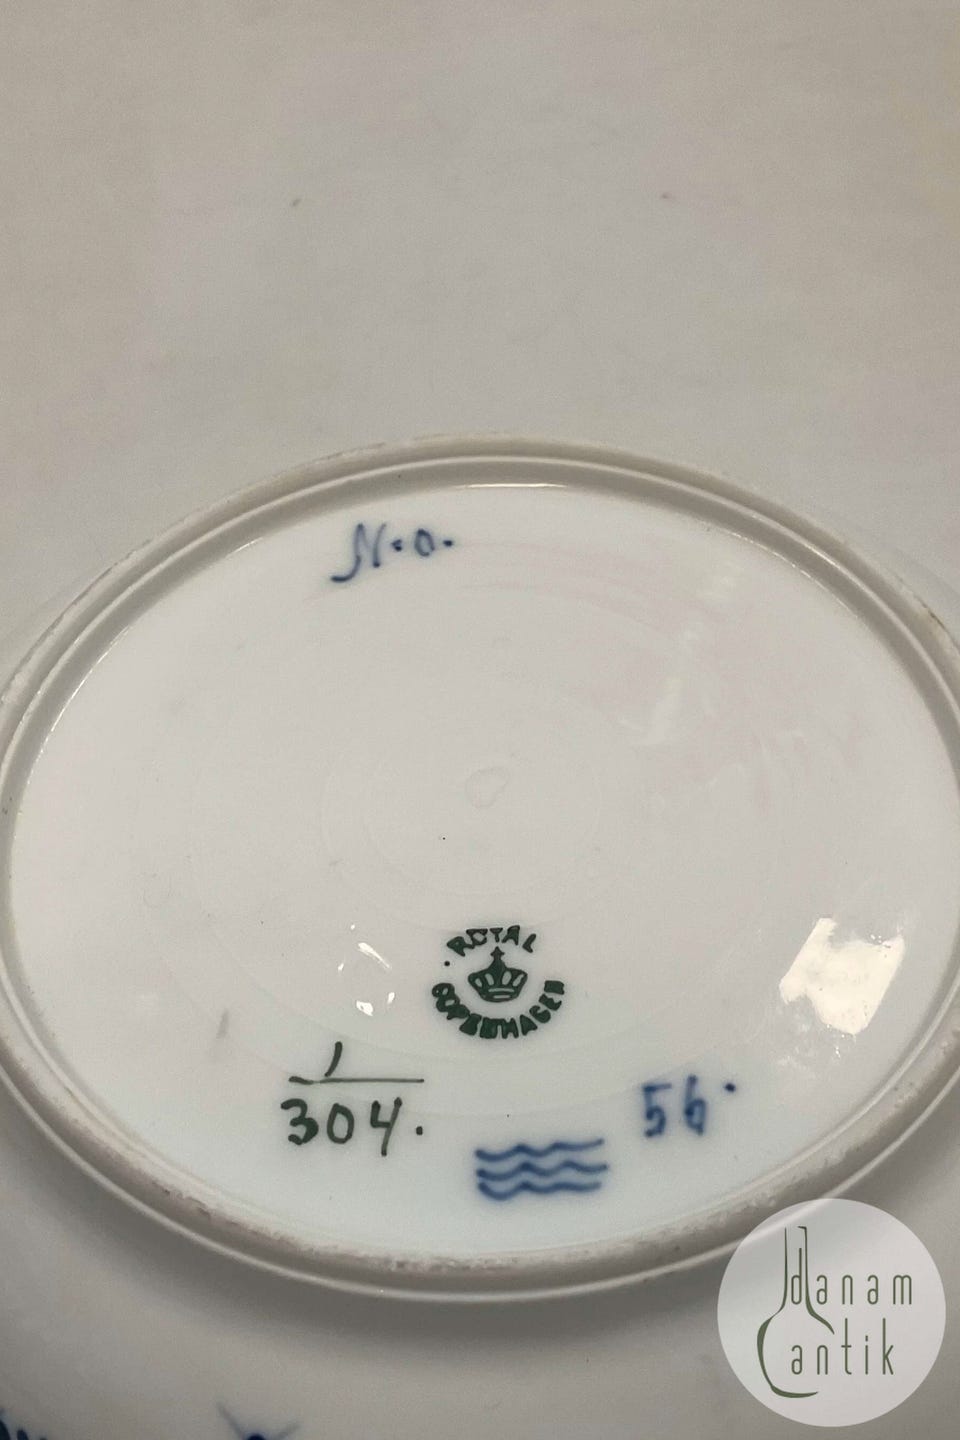 N.o.
ROYAL
COPENHAGEN
1
304.
56.
danam
antik